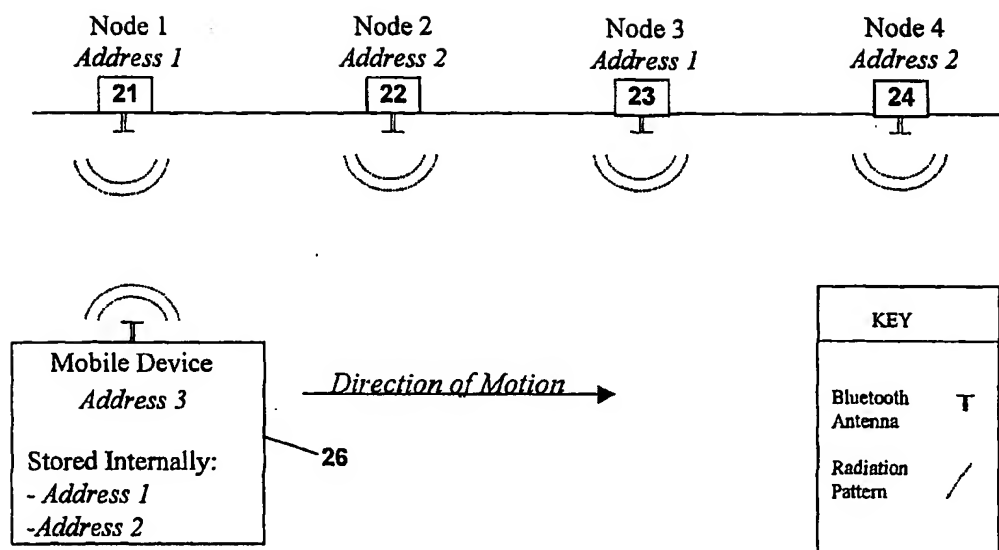 Node 1
Address 1
21
Node 2
Address 2
22
Node 3
Address 1
23
Node 4
Address 2
24
Mobile Device
Address 3
Stored Internally:
- Address 1
-Address 2
Direction of Motion
26
KEY
Bluetooth
Antenna
Radiation
Pattern